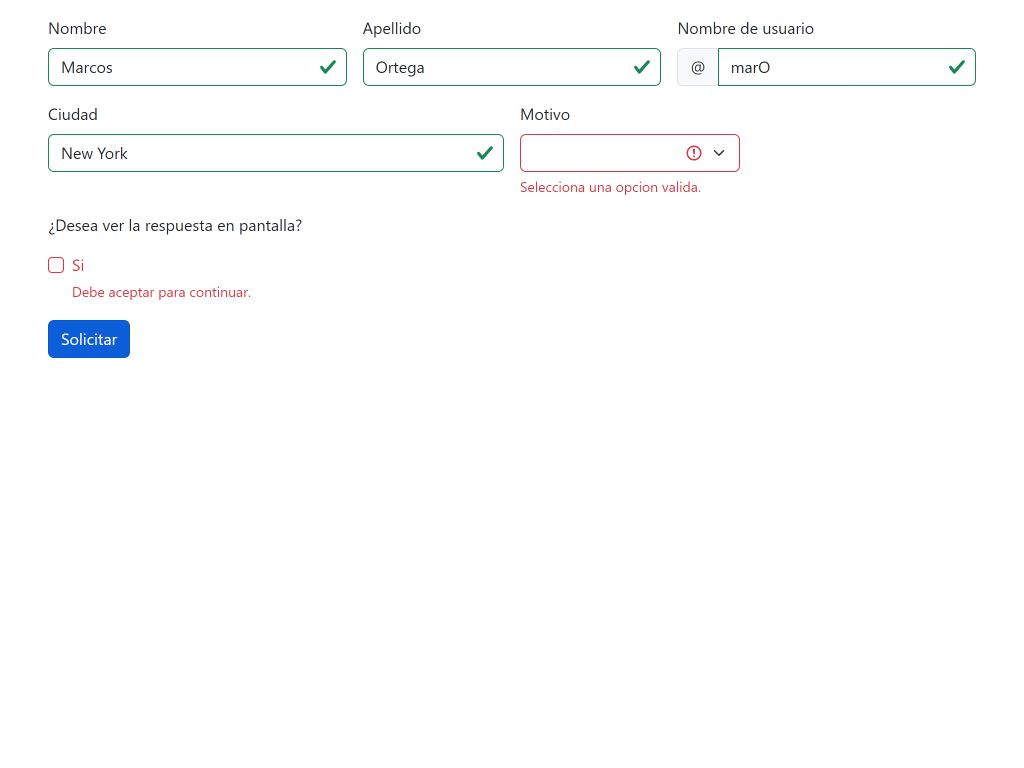 Nombre Apellido Nombre de usuario
Marcos Ortega @ marO
Ciudad Motivo
New York
Selecciona una opcion valida.
¿Desea ver la respuesta en pantalla?
Si
Debe aceptar para continuar.
Solicitar